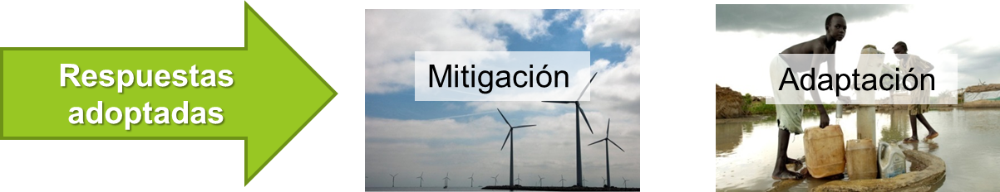 Respuestas
adoptadas
Mitigación
Adaptación